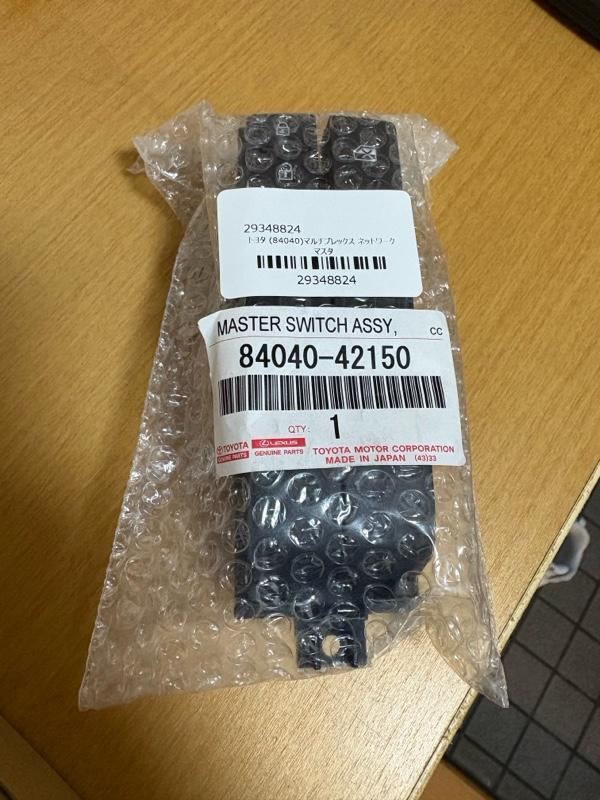 29348824
トヨタ (84040)マルチプレックス ネットワーク
マスタ
29348824
MASTER SWITCH ASSY,
CC
84040-42150
QTY: 1
TOYOTA
GENUINE PARTS
LEXUS
GENUINE PARTS
TOYOTA MOTOR CORPORATION
MADE IN JAPAN (43)33